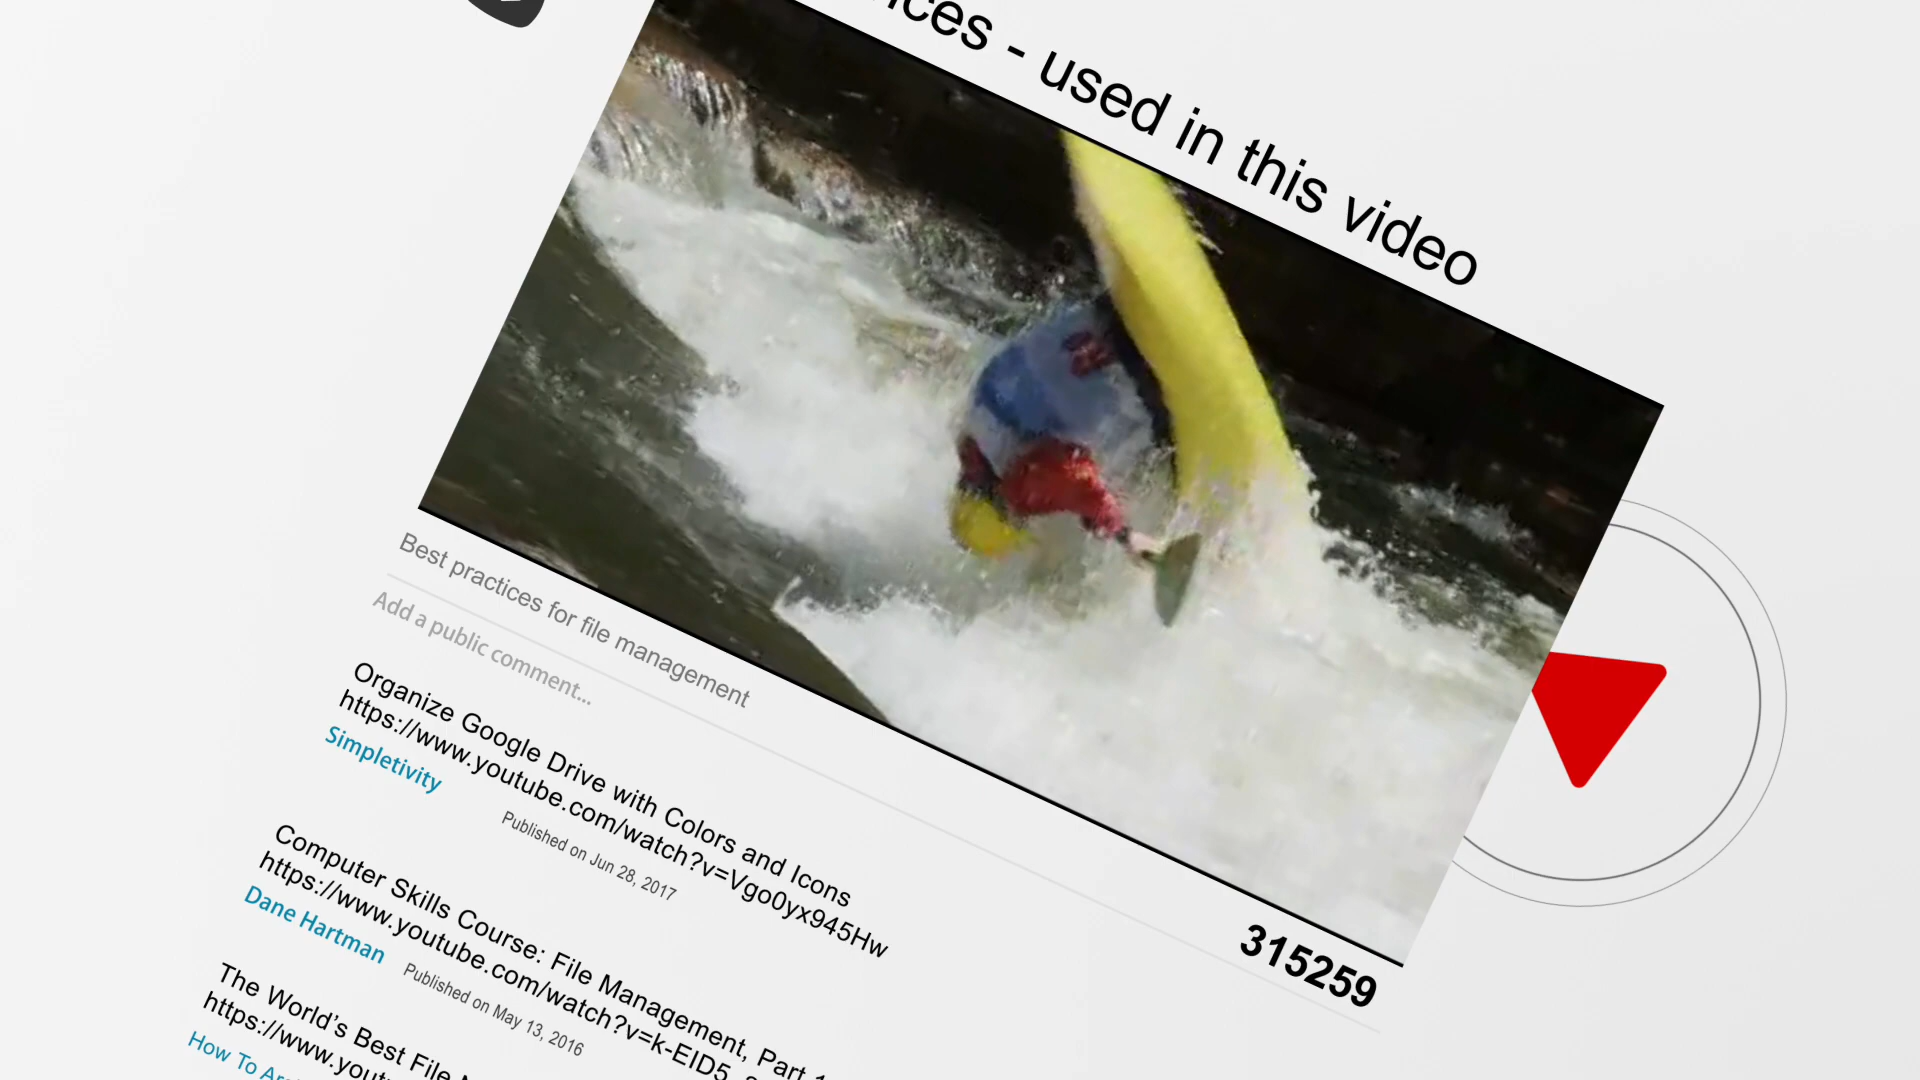 - used in this video
Best practices for file management
Add a public comment...
315259
Organize Google Drive with Colors and Icons
https://www.youtube.com/watch?v=Vgo0yx945Hw
Simpletivity
Published on Jun 28, 2017
Computer Skills Course: File Management, Part
https://www.youtube.com/watch?v=k-EID5_
Dane Hartman
Published on May 13, 2016
The World’s Best File
https://www.yout
How To